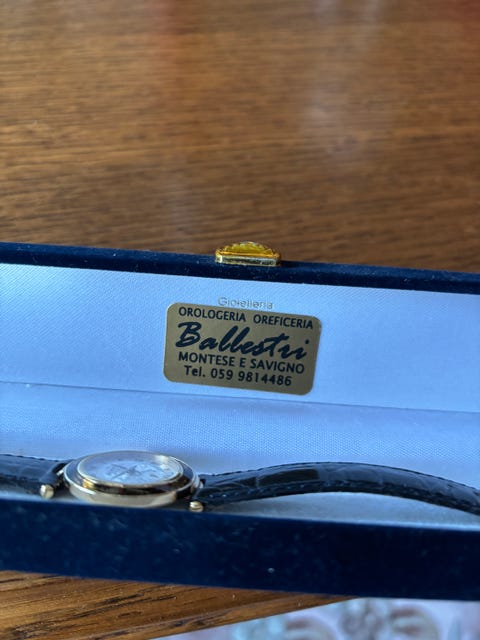 Gioielleria
OROLOGERIA OREFICERIA
Ballestri
MONTESE E SAVIGNO
Tel. 059 9814486